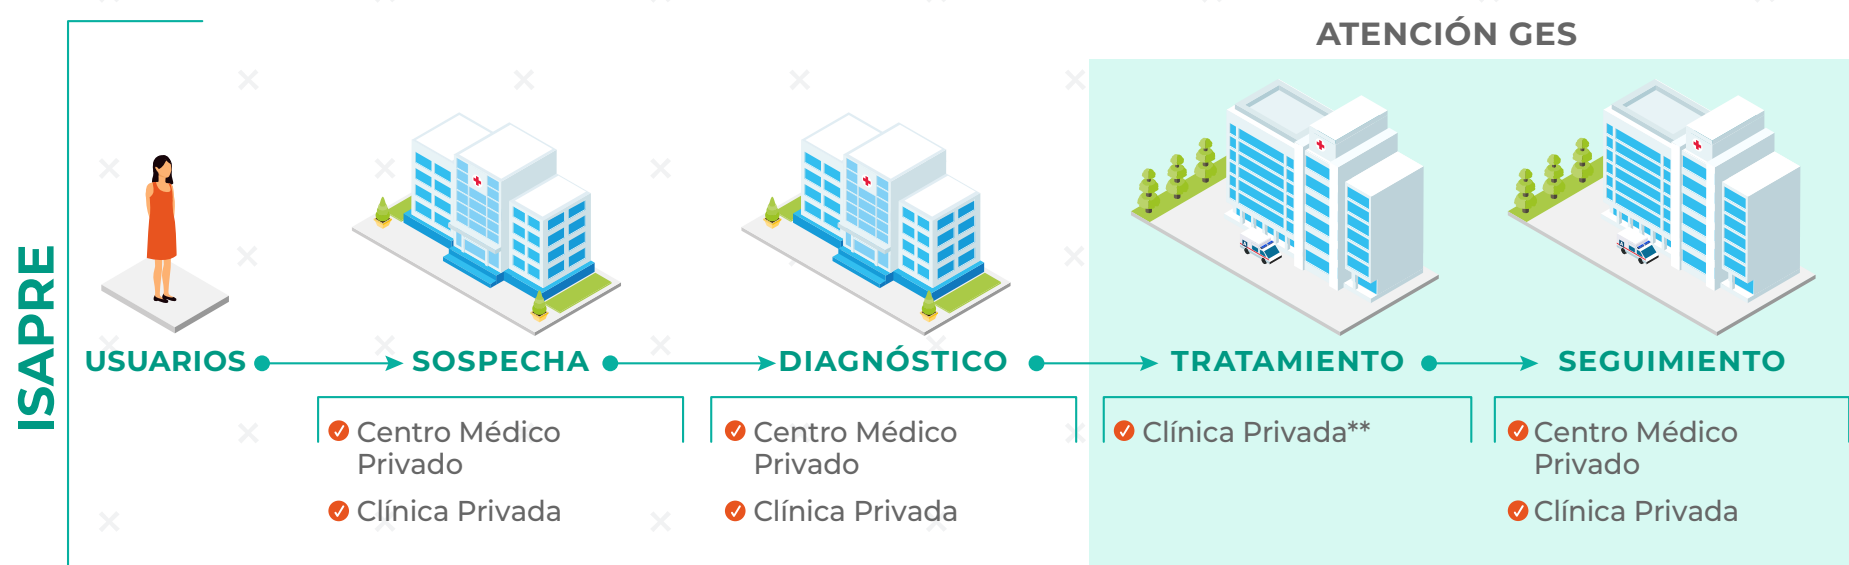 ATENCIÓN GES
ISAPRE
USUARIOS
SOSPECHA
DIAGNÓSTICO
TRATAMIENTO
SEGUIMIENTO
Centro Médico
Privado
Clínica Privada
Centro Médico
Privado
Clínica Privada
Clínica Privada**
Centro Médico
Privado
Clínica Privada